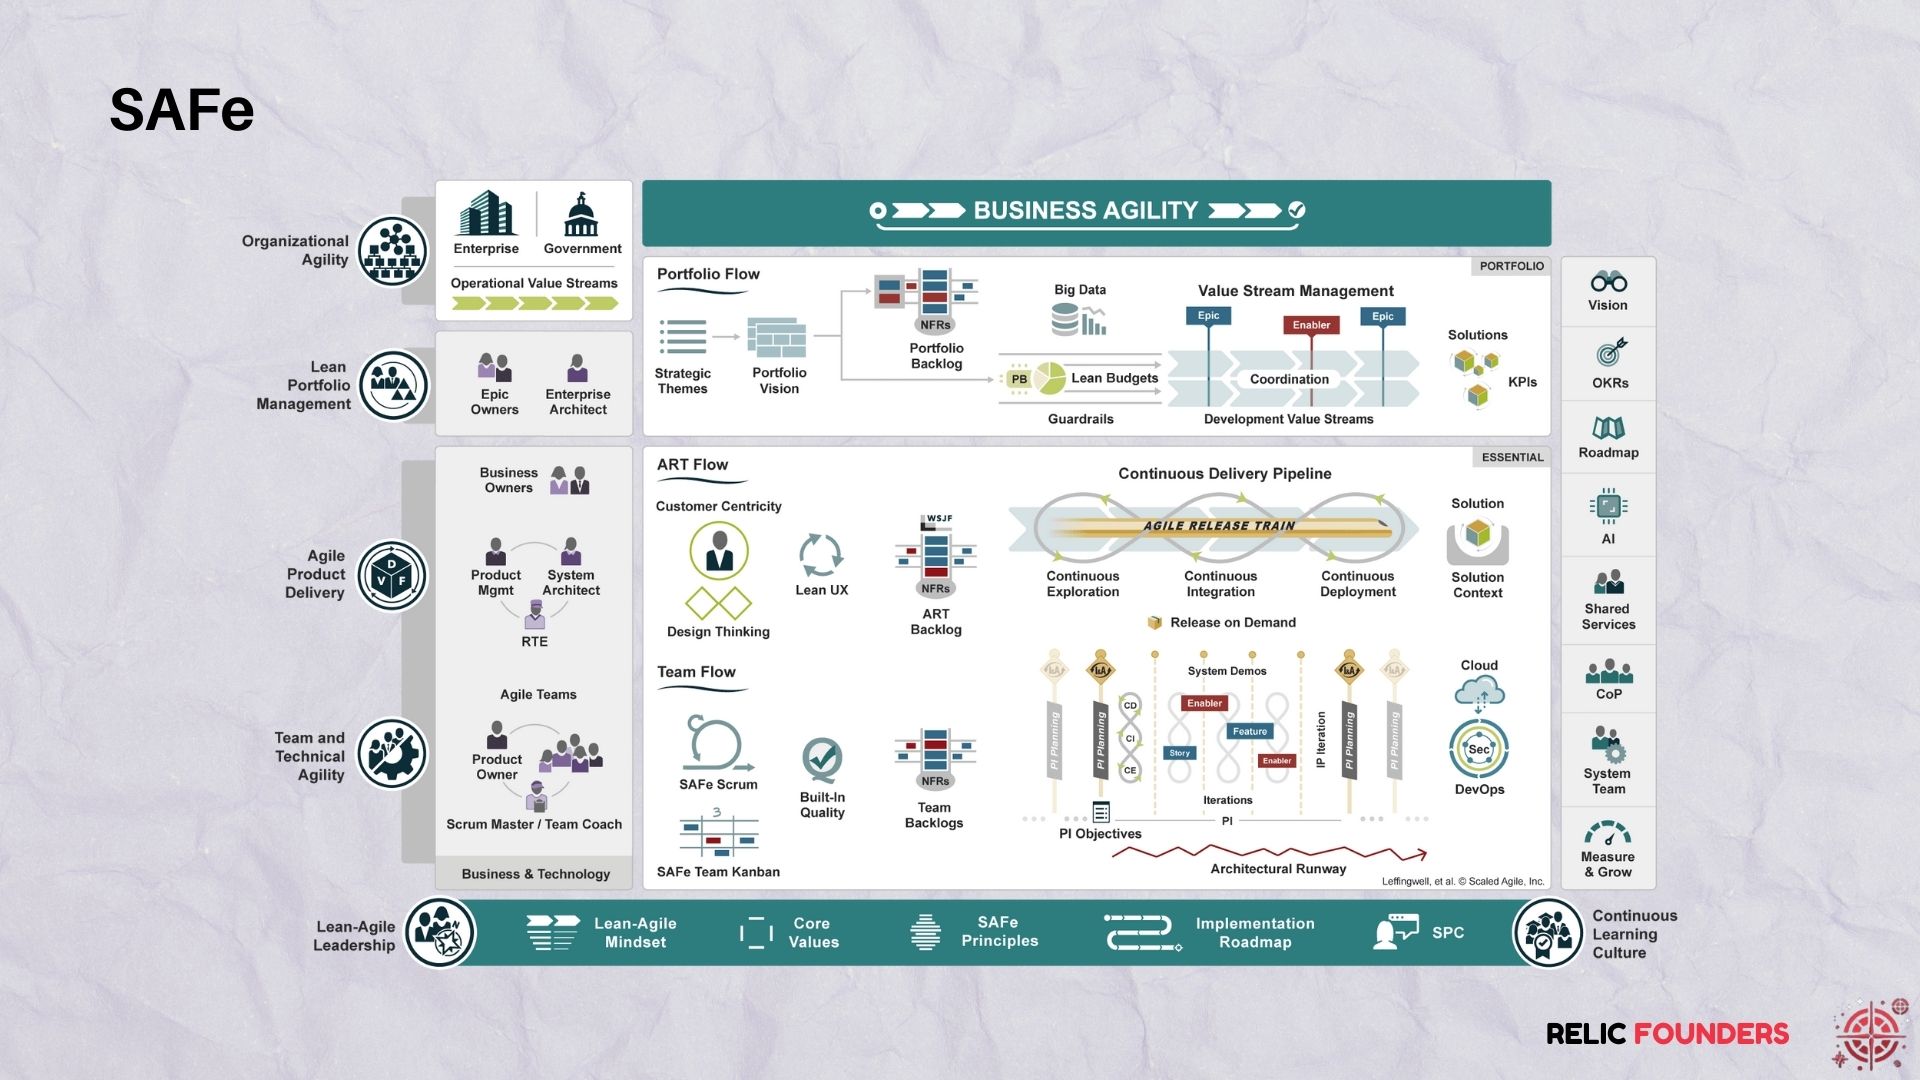 SAFe
Organizational
Agility
Enterprise
Government
Operational Value Streams
BUSINESS AGILITY
Lean
Portfolio
Management
Epic
Owners
Enterprise
Architect
Portfolio Flow
PORTFOLIO
Strategic
Themes
Portfolio
Vision
NFRs
Portfolio
Backlog
Big Data
PB
Lean Budgets
Guardrails
Value Stream Management
Epic
Enabler
Epic
Coordination
Development Value Streams
Solutions
KPIs
Vision
OKRs
Roadmap
AI
Shared
Services
CoP
System
Team
Measure
& Grow
Agile
Product
Delivery
D
V
F
Business
Owners
Product
Mgmt
System
Architect
RTE
Team and
Technical
Agility
Agile Teams
Product
Owner
Scrum Master / Team Coach
Business & Technology
ART Flow
ESSENTIAL
Customer Centricity
Design Thinking
Lean UX
WSJF
NFRs
ART
Backlog
Continuous Delivery Pipeline
AGILE RELEASE TRAIN
Continuous
Exploration
Continuous
Integration
Continuous
Deployment
Release on Demand
Solution
Solution
Context
Team Flow
SAFe Scrum
3
SAFe Team Kanban
Built-In
Quality
NFRs
Team
Backlogs
I&A
I&A
I&A
I&A
PI Planning
PI Planning
CD
CI
CE
System Demos
Enabler
Feature
Story
Enabler
Iterations
IP Iteration
PI Planning
PI Planning
PI Objectives
PI
Architectural Runway
Cloud
Sec
DevOps
Leffingwell, et al. © Scaled Agile, Inc.
Lean-Agile
Leadership
Lean-Agile
Mindset
Core
Values
SAFe
Principles
Implementation
Roadmap
SPC
Continuous
Learning
Culture
RELIC FOUNDERS